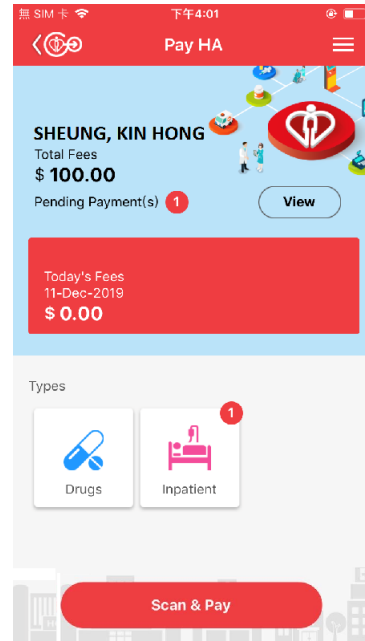 無 SIM 卡 下午4:01
Pay HA
SHEUNG, KIN HONG
Total Fees
$ 100.00
Pending Payment(s) 1 View
Today's Fees
11-Dec-2019
$ 0.00
Types
1
Drugs Inpatient
Scan & Pay